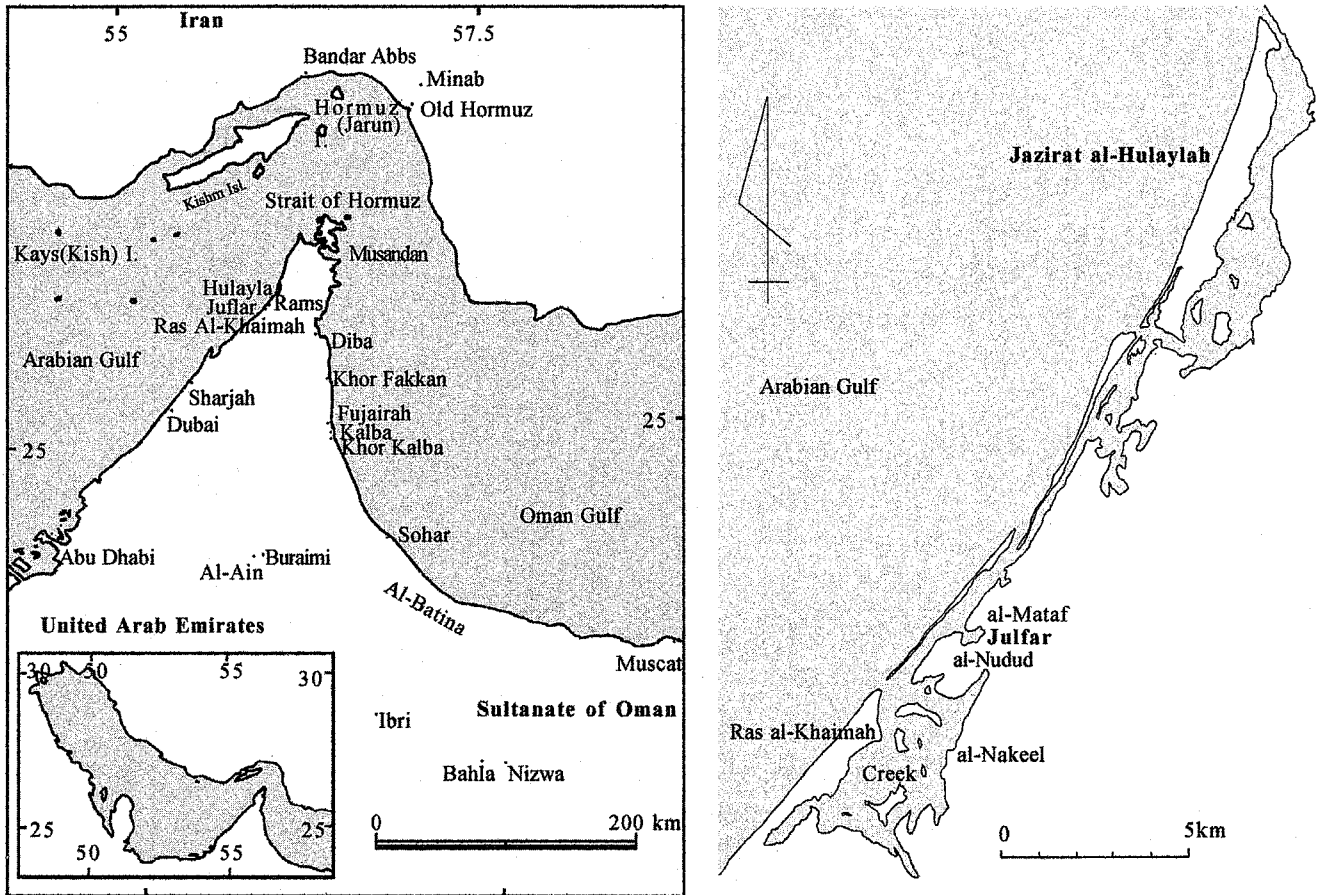 55
Iran
57.5
Bandar Abbs
Minab
Hormuz
(Jarun)
I.
Old Hormuz
Kishm Isl.
Strait of Hormuz
Kays(Kish) I.
Musandan
Hulayla
Juflar
Rams
Ras Al-Khaimah
Diba
Arabian Gulf
Khor Fakkan
Sharjah
Dubai
Fujairah
Kalba
Khor Kalba
25
25
Oman Gulf
Sohar
Abu Dhabi
Buraimi
Al-Ain
Al-Batina
United Arab Emirates
Muscat
30
50
55
30
Ibri
Sultanate of Oman
Bahla Nizwa
25
25
50
55
0
200 km
Jazirat al-Hulaylah
Arabian Gulf
al-Mataf
Julfar
al-Nudud
Ras al-Khaimah
al-Nakeel
Creek
0
5km